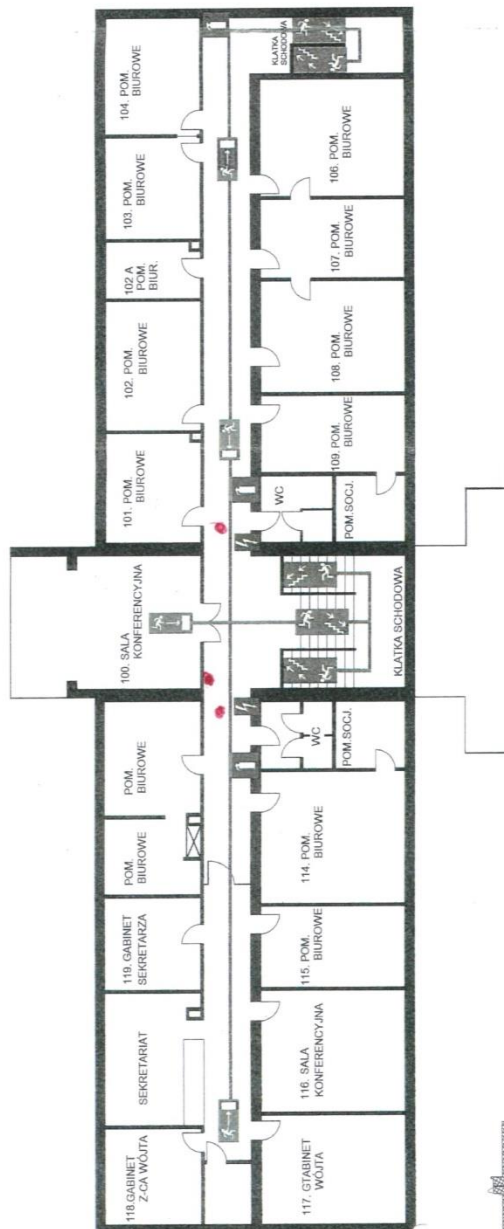 104. POM.
BIUROWE
103. POM.
BIUROWE
102 A
POM.
BIUR.
102. POM.
BIUROWE
101. POM.
BIUROWE
100. SALA
KONFERENCYJNA
POM.
BIUROWE
POM.
BIUROWE
119. GABINET
SEKRETARZA
SEKRETARIAT
118.GABINET
Z-CA WÓJTA
KLATKA
SCHODOWA
106. POM.
BIUROWE
107. POM.
BIUROWE
108. POM.
BIUROWE
109. POM.
BIUROWE
WC
POM.SOCJ.
KLATKA SCHODOWA
WC
POM.SOCJ.
114. POM.
BIUROWE
115. POM.
BIUROWE
116. SALA
KONFERENCYJNA
117. GTABINET
WÓJTA